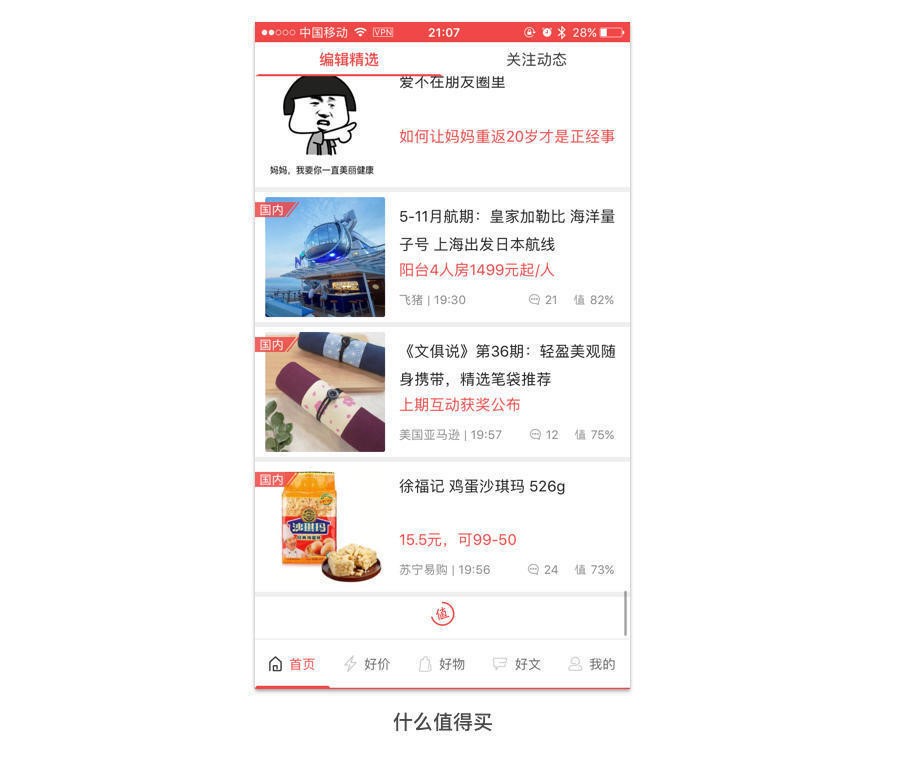 中国移动 VPN 21:07 28%
编辑精选 关注动态
爱不在朋友圈里
如何让妈妈重返20岁才是正经事
妈妈，我要你一直美丽健康
国内
5-11月航期：皇家加勒比 海洋量
子号 上海出发日本航线
阳台4人房1499元起/人
飞猪 | 19:30 21 值 82%
国内
《文俱说》第36期：轻盈美观随
身携带，精选笔袋推荐
上期互动获奖公布
美国亚马逊 | 19:57 12 值 75%
国内
沙琪玛
徐福记 鸡蛋沙琪玛 526g
15.5元，可99-50
苏宁易购 | 19:56 24 值 73%
值
首页 好价 好物 好文 我的
什么值得买